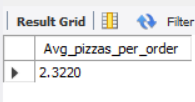 Result Grid Filter
Avg_pizzas_per_order
2.3220